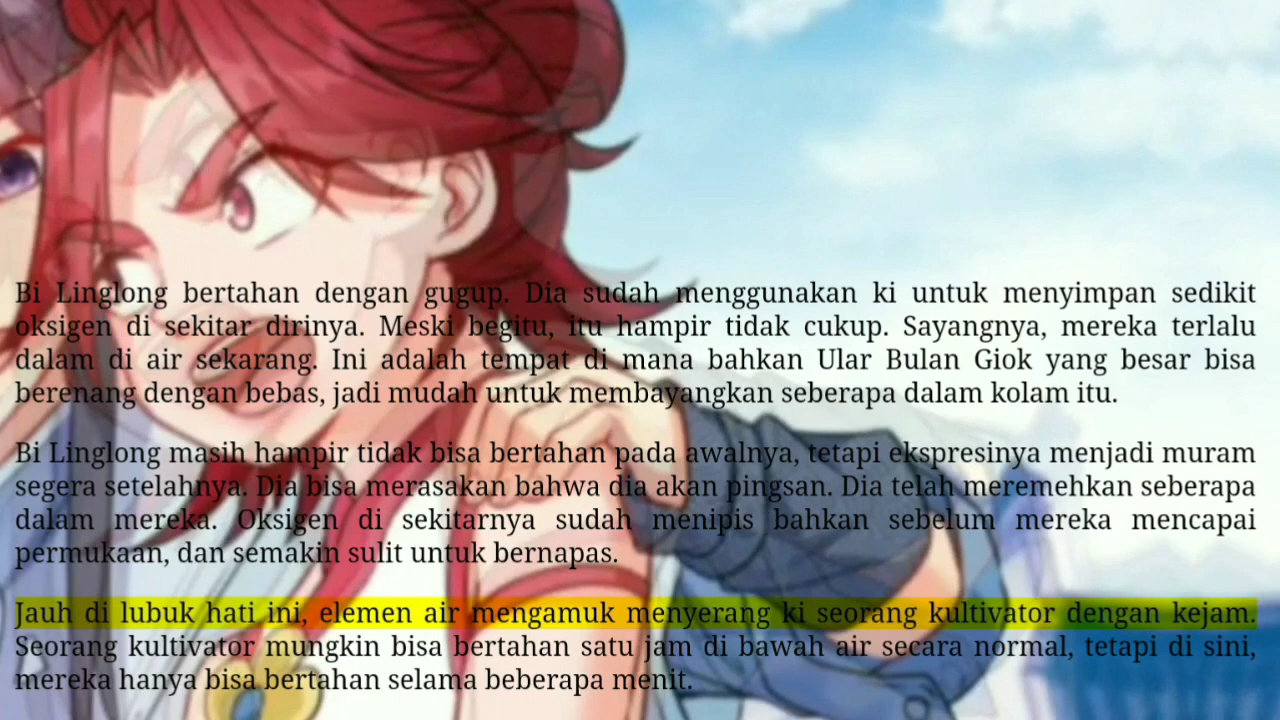 Bi Linglong bertahan dengan gugup. Dia sudah menggunakan ki untuk menyimpan sedikit
oksigen di sekitar dirinya. Meski begitu, itu hampir tidak cukup. Sayangnya, mereka terlalu
dalam di air sekarang. Ini adalah tempat di mana bahkan Ular Bulan Giok yang besar bisa
berenang dengan bebas, jadi mudah untuk membayangkan seberapa dalam kolam itu.
Bi Linglong masih hampir tidak bisa bertahan pada awalnya, tetapi ekspresinya menjadi muram
segera setelahnya. Dia bisa merasakan bahwa dia akan pingsan. Dia telah meremehkan seberapa
dalam mereka. Oksigen di sekitarnya sudah menipis bahkan sebelum mereka mencapai
permukaan, dan semakin sulit untuk bernapas.
Jauh di lubuk hati ini, elemen air mengamuk menyerang ki seorang kultivator dengan kejam.
Seorang kultivator mungkin bisa bertahan satu jam di bawah air secara normal, tetapi di sini,
mereka hanya bisa bertahan selama beberapa menit.